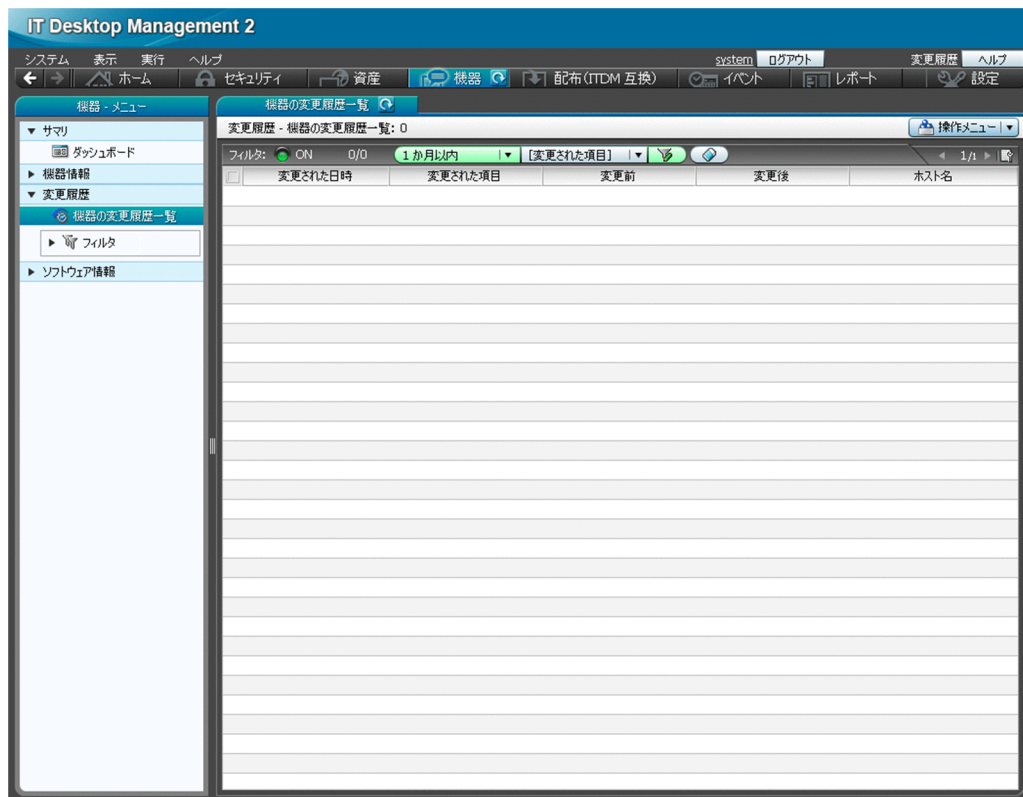 IT Desktop Management 2
システム 表示 実行 ヘルプ system ログアウト 変更履歴 ヘルプ
ホーム セキュリティ 資産 機器 配布(ITDM 互換) イベント レポート 設定
機器 - メニュー
機器の変更履歴一覧
▼ サマリ
ダッシュボード
▶ 機器情報
▼ 変更履歴
機器の変更履歴一覧
▶ フィルタ
▶ ソフトウェア情報
変更履歴 - 機器の変更履歴一覧: 0
操作メニュー
フィルタ: ON 0/0 1 か月以内 [変更された項目] 1/1
変更された日時 変更された項目 変更前 変更後 ホスト名